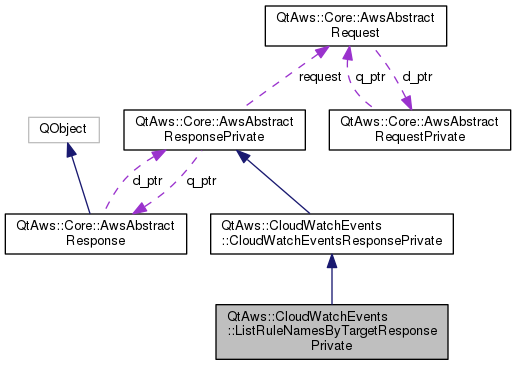 QtAws::Core::AwsAbstract
Request
request
q_ptr
d_ptr
QObject
QtAws::Core::AwsAbstract
ResponsePrivate
QtAws::Core::AwsAbstract
RequestPrivate
d_ptr
q_ptr
QtAws::Core::AwsAbstract
Response
QtAws::CloudWatchEvents
::CloudWatchEventsResponsePrivate
QtAws::CloudWatchEvents
::ListRuleNamesByTargetResponse
Private